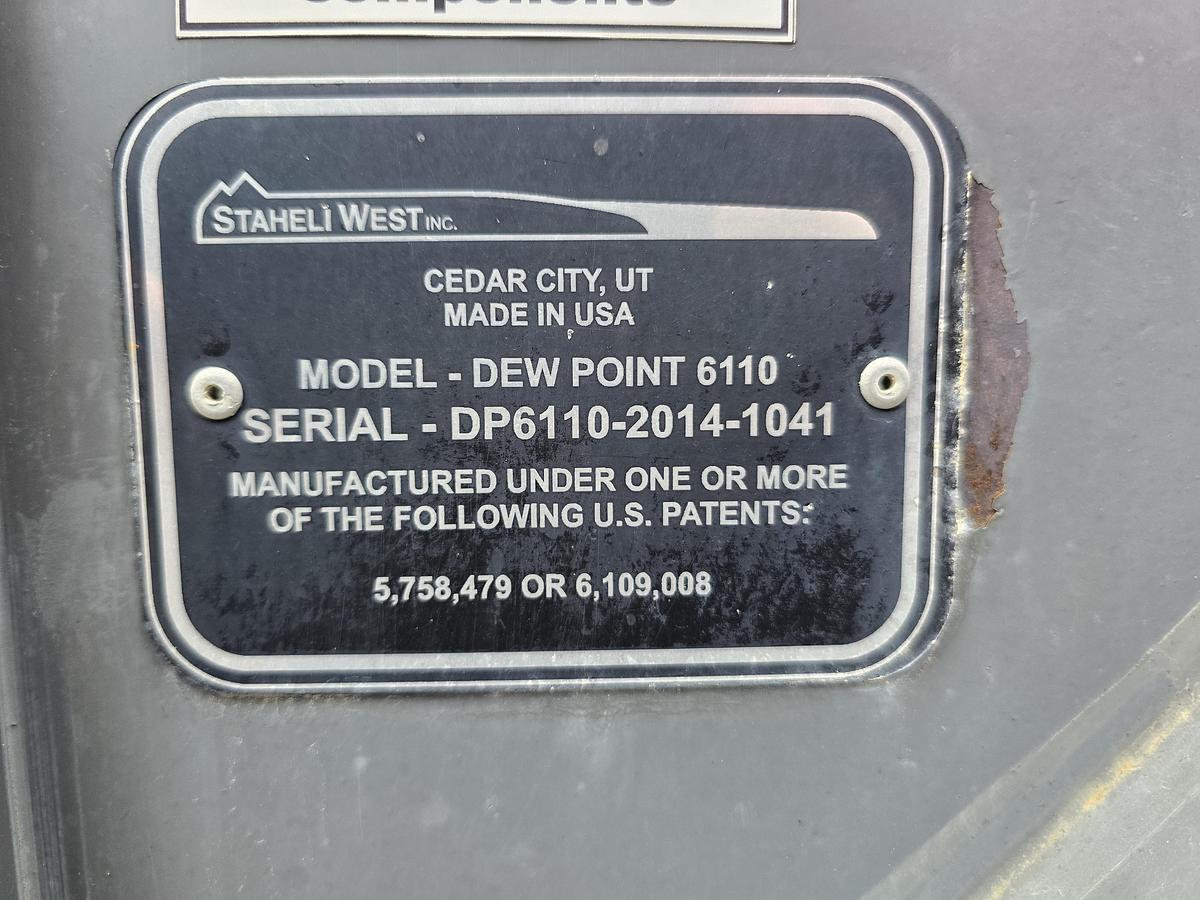 Components
STAHELI WEST INC.
CEDAR CITY, UT
MADE IN USA
MODEL - DEW POINT 6110
SERIAL - DP6110-2014-1041
MANUFACTURED UNDER ONE OR MORE
OF THE FOLLOWING U.S. PATENTS:
5,758,479 OR 6,109,008